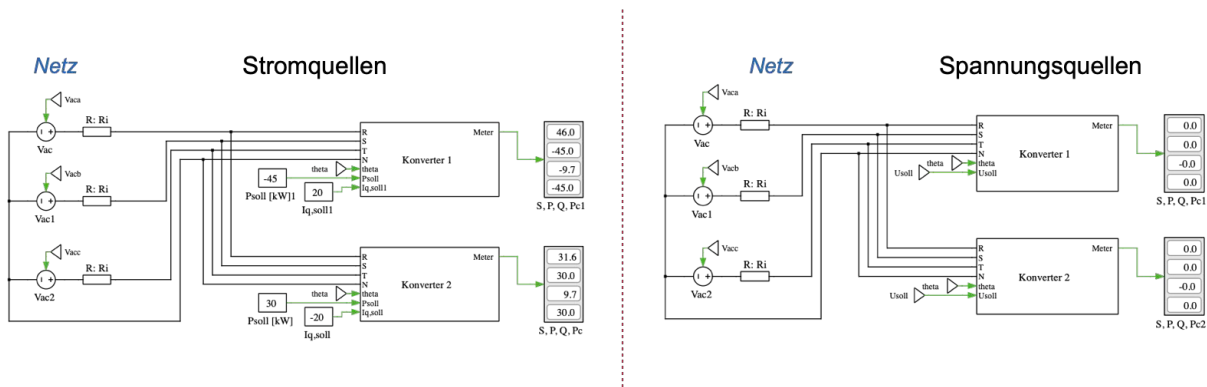 Netz
Stromquellen
Vaca
R: Ri
Vac
Vacb
R: Ri
Vac1
Vacc
R: Ri
Vac2
R
S
T
N
theta
Psoll
Iq,soll1
Konverter 1
Meter
theta
-45
Psoll [kW]1
20
Iq,soll1
46.0
-45.0
-9.7
-45.0
S, P, Q, Pc1
R
S
T
N
theta
Psoll
Iq,soll
Konverter 2
Meter
theta
30
Psoll [kW]
-20
Iq,soll
31.6
30.0
9.7
30.0
S, P, Q, Pc
Netz
Spannungsquellen
Vaca
R: Ri
Vac
Vacb
R: Ri
Vac1
Vacc
R: Ri
Vac2
R
S
T
N
theta
Usoll
Konverter 1
Meter
theta
Usoll
0.0
0.0
-0.0
0.0
S, P, Q, Pc1
R
S
T
N
theta
Usoll
Konverter 2
Meter
theta
Usoll
0.0
0.0
-0.0
0.0
S, P, Q, Pc2